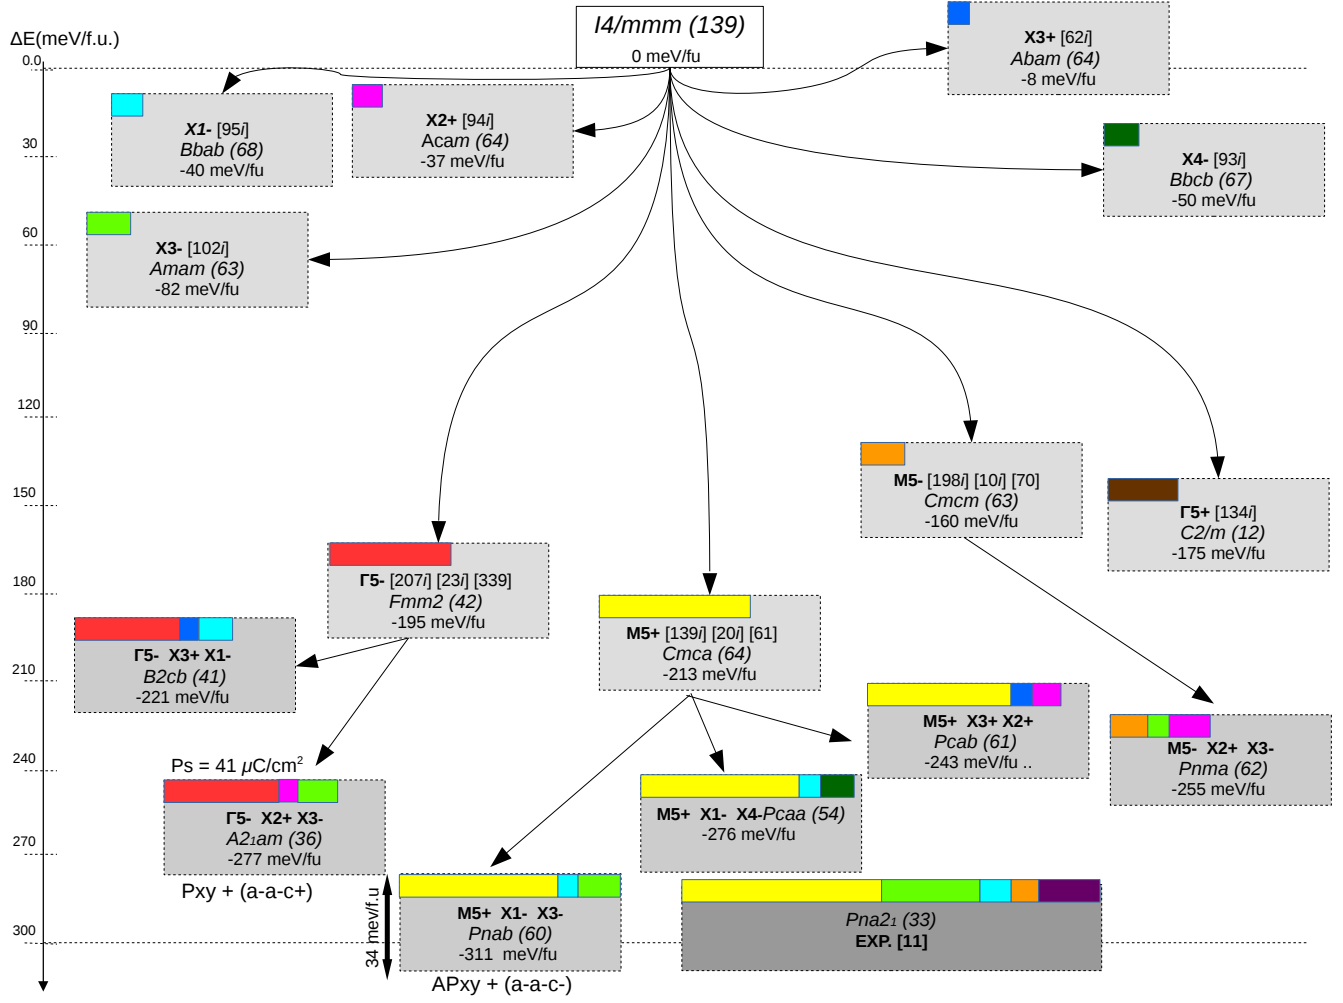 I4/mmm (139)
0 meV/fu
ΔE(meV/f.u.)
0.0
30
60
90
120
150
180
210
240
270
300
X3+ [62i]
Abam (64)
-8 meV/fu
X1- [95i]
Bbab (68)
-40 meV/fu
X2+ [94i]
Acam (64)
-37 meV/fu
X4- [93i]
Bbcb (67)
-50 meV/fu
X3- [102i]
Amam (63)
-82 meV/fu
M5- [198i] [10i] [70]
Cmcm (63)
-160 meV/fu
Γ5+ [134i]
C2/m (12)
-175 meV/fu
Γ5- [207i] [23i] [339]
Fmm2 (42)
-195 meV/fu
M5+ [139i] [20i] [61]
Cmca (64)
-213 meV/fu
Γ5- X3+ X1-
B2cb (41)
-221 meV/fu
M5+ X3+ X2+
Pcab (61)
-243 meV/fu ..
M5- X2+ X3-
Pnma (62)
-255 meV/fu
Ps = 41 μC/cm²
Γ5- X2+ X3-
A2₁am (36)
-277 meV/fu
Pxy + (a-a-c+)
M5+ X1- X4-Pcaa (54)
-276 meV/fu
34 mev/f.u
M5+ X1- X3-
Pnab (60)
-311 meV/fu
APxy + (a-a-c-)
Pna2₁ (33)
EXP. [11]